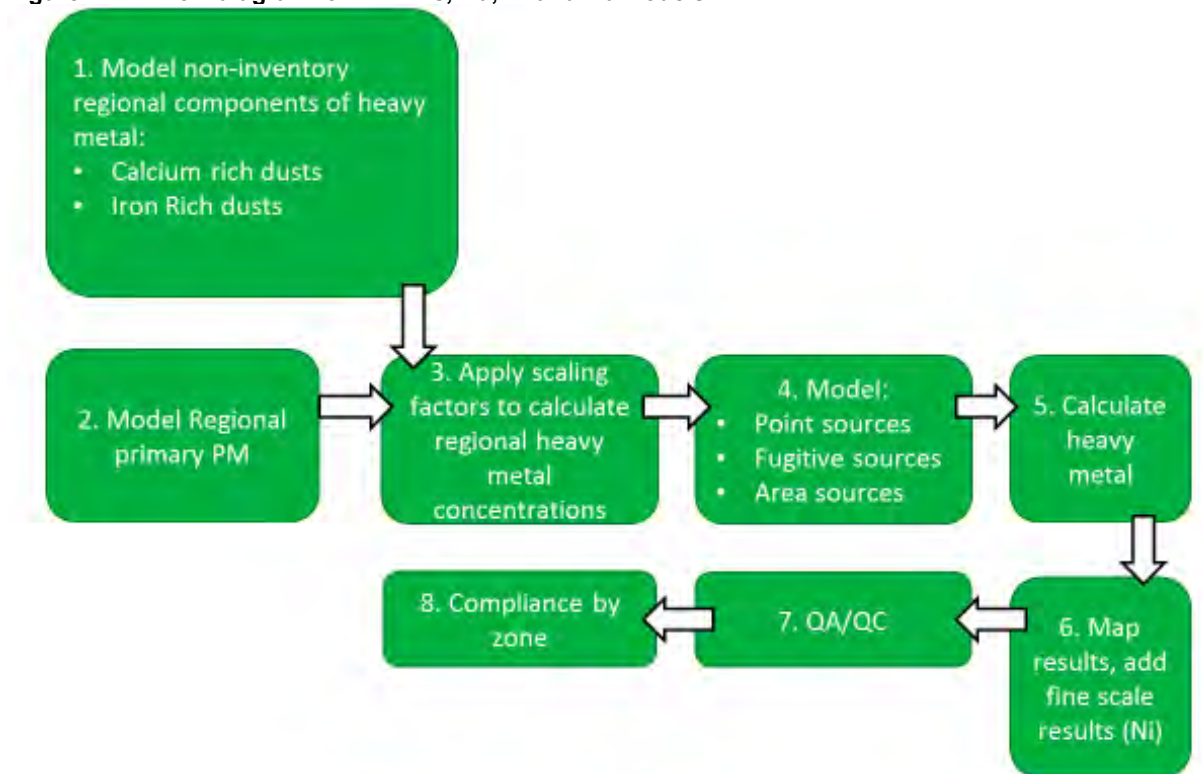 1. Model non-inventory
regional components of heavy
metal:
• Calcium rich dusts
• Iron Rich dusts
2. Model Regional
primary PM
3. Apply scaling
factors to calculate
regional heavy
metal
concentrations
4. Model:
• Point sources
• Fugitive sources
• Area sources
5. Calculate
heavy
metal
6. Map
results, add
fine scale
results (Ni)
7. QA/QC
8. Compliance by
zone